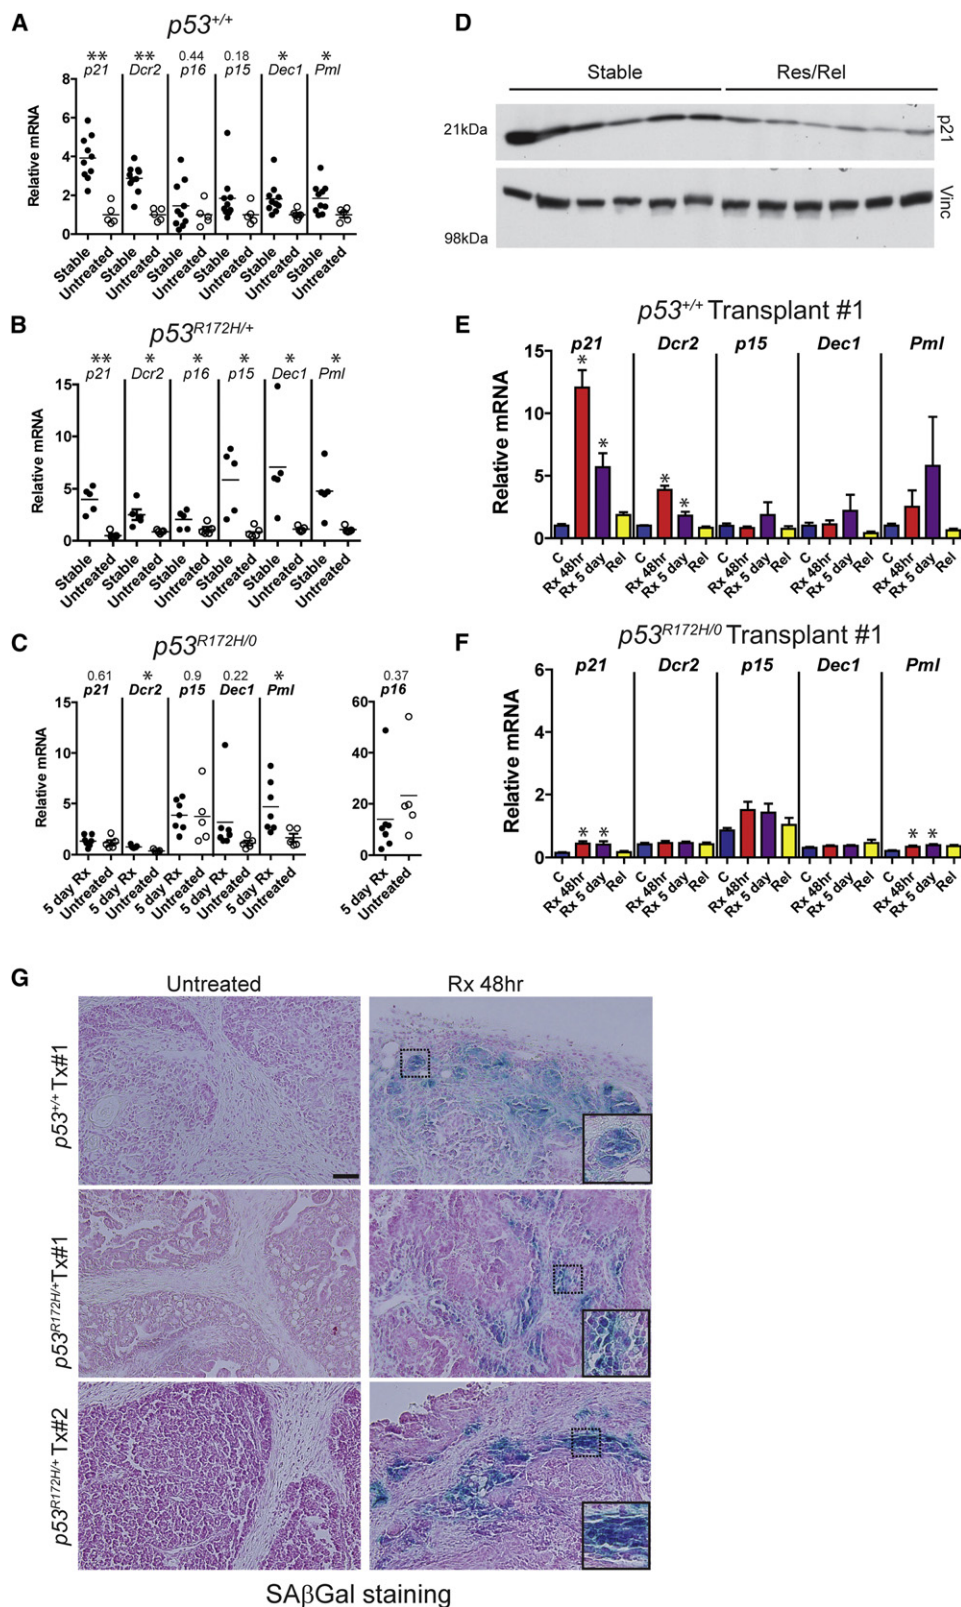 A
p53+/+
** ** 0.44 0.18 * *
p21 Dcr2 p16 p15 Dec1 Pml
Relative mRNA
8
6
4
2
0
Stable Untreated Stable Untreated Stable Untreated Stable Untreated Stable Untreated Stable Untreated
B
p53R172H/+
** * * * * *
p21 Dcr2 p16 p15 Dec1 Pml
Relative mRNA
15
10
5
0
Stable Untreated Stable Untreated Stable Untreated Stable Untreated Stable Untreated Stable Untreated
C
p53R172H/0
0.61 * 0.9 0.22 *
p21 Dcr2 p15 Dec1 Pml
Relative mRNA
15
10
5
0
5 day Rx Untreated 5 day Rx Untreated 5 day Rx Untreated 5 day Rx Untreated 5 day Rx Untreated
0.37
p16
60
40
20
0
5 day Rx Untreated
D
Stable Res/Rel
21kDa
p21
Vinc
98kDa
E
p53+/+ Transplant #1
p21 Dcr2 p15 Dec1 Pml
Relative mRNA
15
10
5
0
* * * *
C Rx 48hr Rx 5 day Rel C Rx 48hr Rx 5 day Rel C Rx 48hr Rx 5 day Rel C Rx 48hr Rx 5 day Rel C Rx 48hr Rx 5 day Rel
F
p53R172H/0 Transplant #1
p21 Dcr2 p15 Dec1 Pml
Relative mRNA
6
4
2
0
* * * *
C Rx 48hr Rx 5 day Rel C Rx 48hr Rx 5 day Rel C Rx 48hr Rx 5 day Rel C Rx 48hr Rx 5 day Rel C Rx 48hr Rx 5 day Rel
G
Untreated Rx 48hr
p53+/+ Tx#1
p53R172H/+Tx#1
p53R172H/+ Tx#2
SAβGal staining